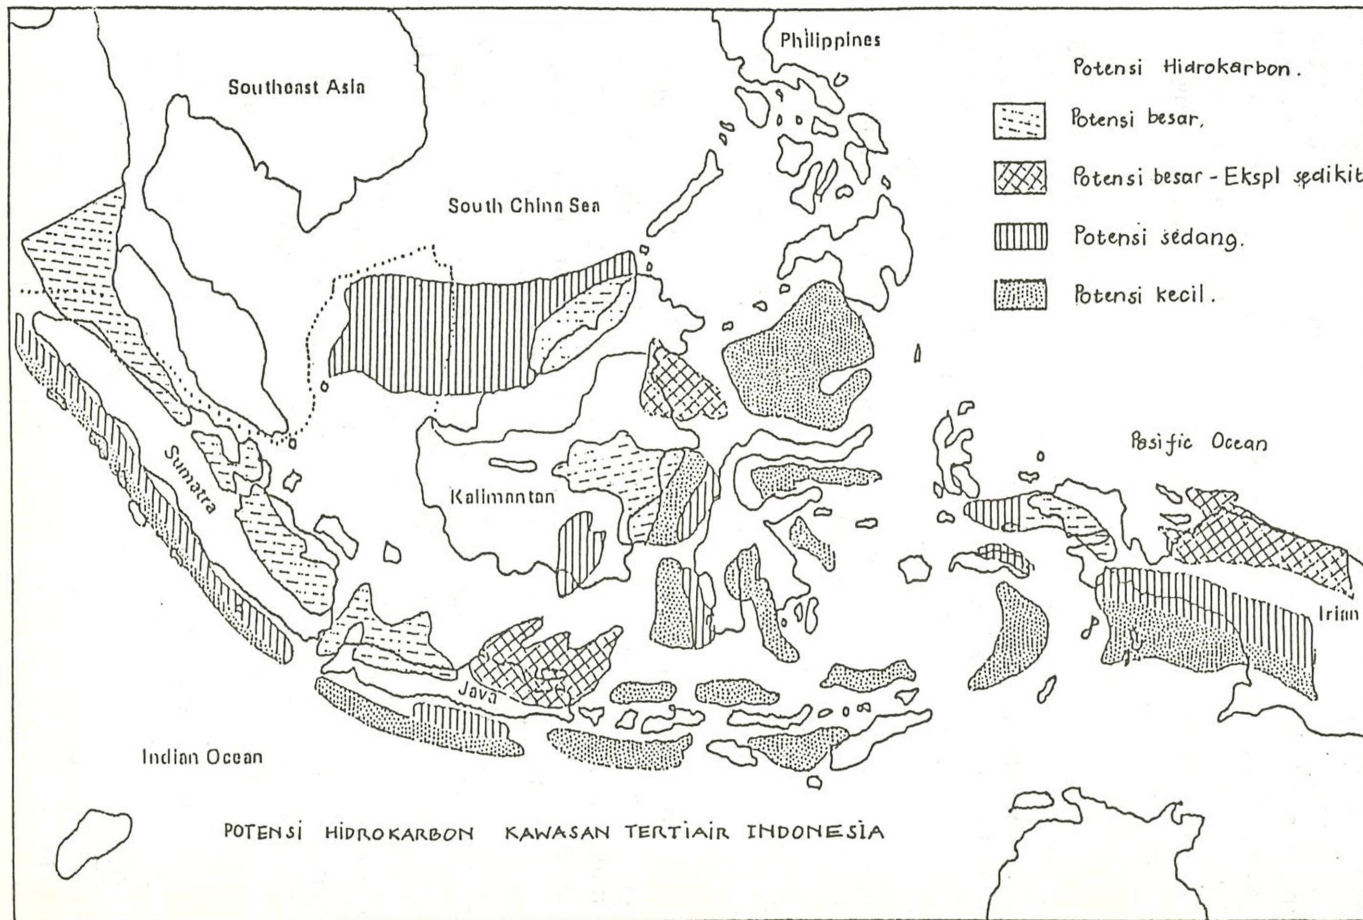 Philippines
Southeast Asia
South China Sea
Potensi Hidrokarbon.
Potensi besar.
Potensi besar - Ekspl sedikit
Potensi sedang.
Potensi kecil.
Sumatra
Kalimantan
Pasific Ocean
Irian
Java
Indian Ocean
POTENSI HIDROKARBON KAWASAN TERTIAIR INDONESIA